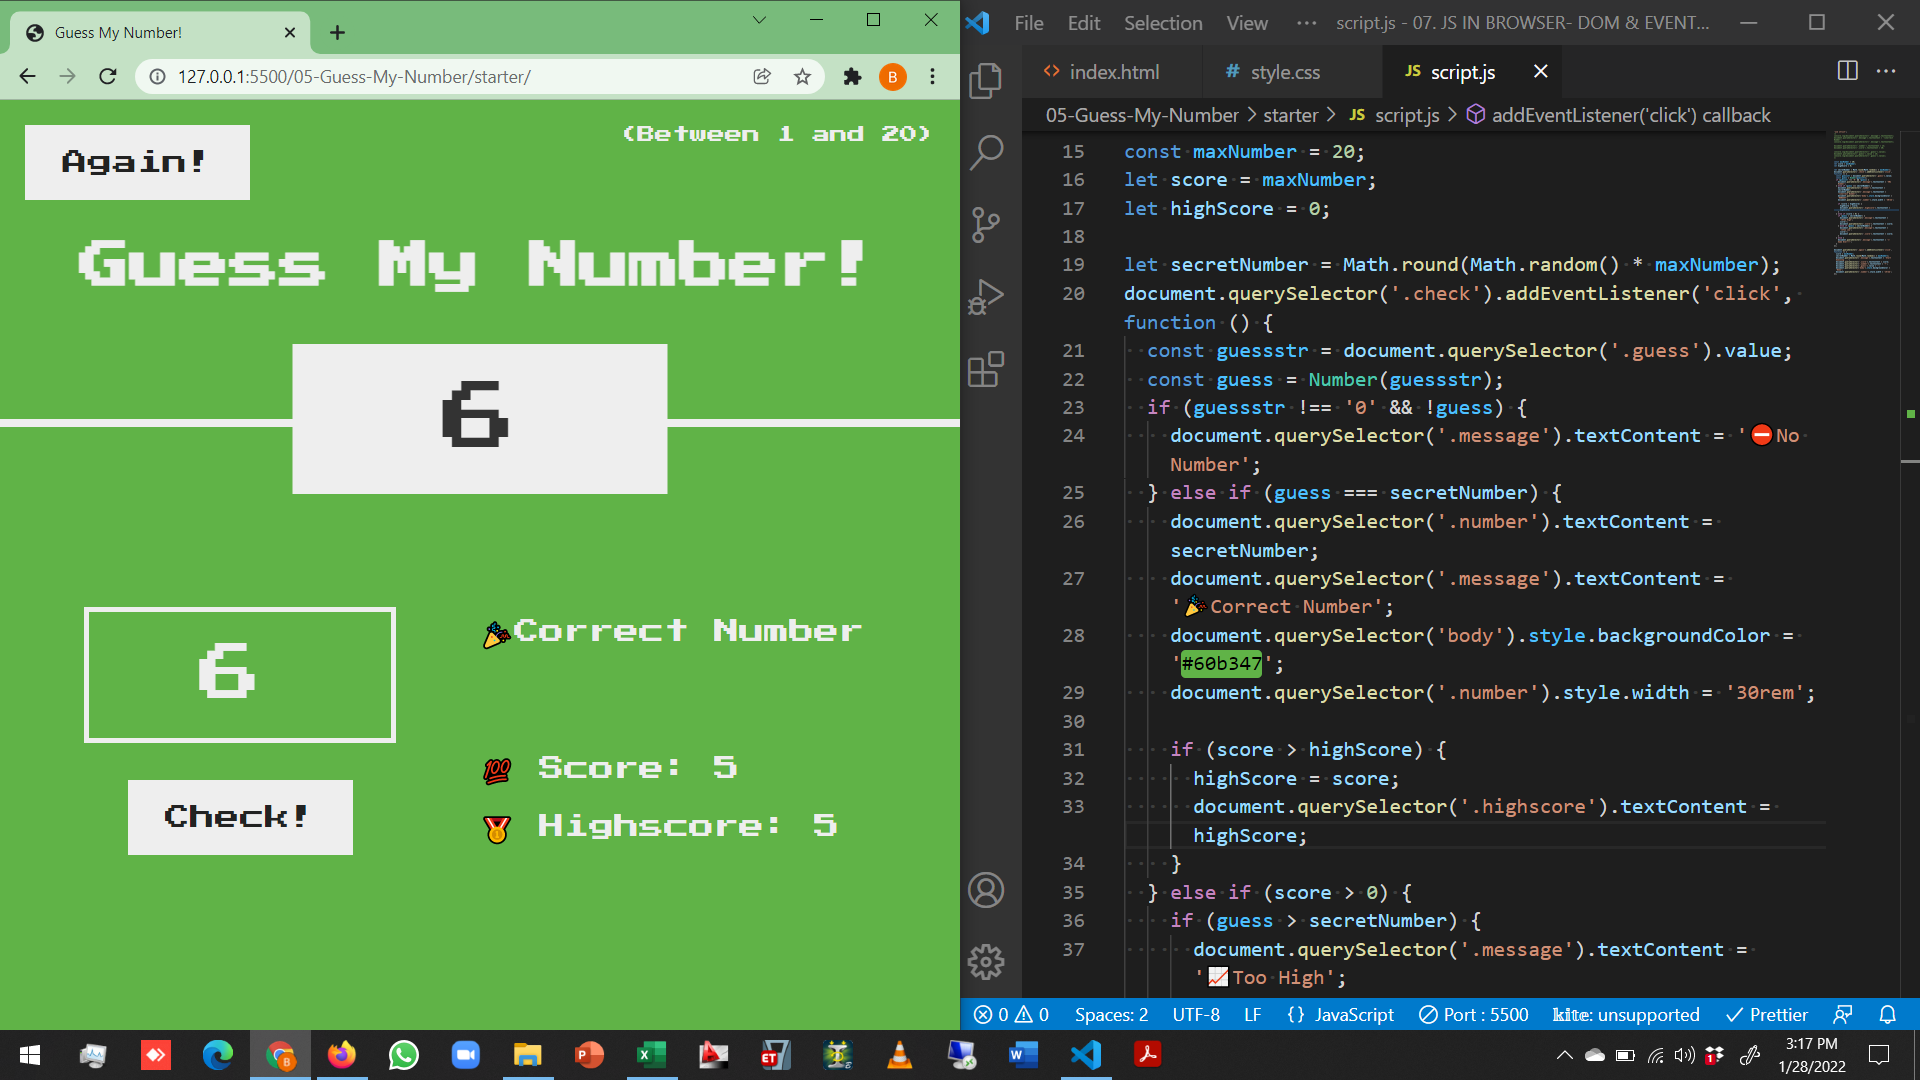 Guess My Number!
127.0.0.1:5500/05-Guess-My-Number/starter/
B
Again!
(Between 1 and 20)
Guess My Number!
6
6
🎉Correct Number
💯 Score: 5
🥇 Highscore: 5
Check!
File Edit Selection View ··· script.js - 07. JS IN BROWSER- DOM & EVENT...
<> index.html
# style.css
JS script.js
05-Guess-My-Number > starter > JS script.js > addEventListener('click') callback
15 const maxNumber = 20;
16 let score = maxNumber;
17 let highScore = 0;
18
19 let secretNumber = Math.round(Math.random() * maxNumber);
20 document.querySelector('.check').addEventListener('click',
function () {
21 const guessstr = document.querySelector('.guess').value;
22 const guess = Number(guessstr);
23 if (guessstr !== '0' && !guess) {
24 document.querySelector('.message').textContent = '⛔No
Number';
25 } else if (guess === secretNumber) {
26 document.querySelector('.number').textContent =
secretNumber;
27 document.querySelector('.message').textContent =
'🎉Correct Number';
28 document.querySelector('body').style.backgroundColor =
'#60b347';
29 document.querySelector('.number').style.width = '30rem';
30
31 if (score > highScore) {
32 highScore = score;
33 document.querySelector('.highscore').textContent =
highScore;
34 }
35 } else if (score > 0) {
36 if (guess > secretNumber) {
37 document.querySelector('.message').textContent =
'📈Too High';
0 0 Spaces: 2 UTF-8 LF {} JavaScript Port : 5500 kite: unsupported Prettier
3:17 PM
1/28/2022